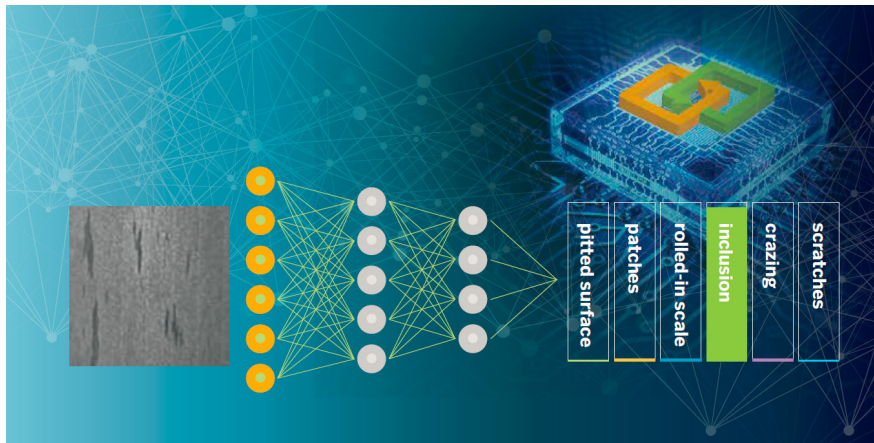 pitted surface
patches
rolled-in scale
inclusion
crazing
scratches